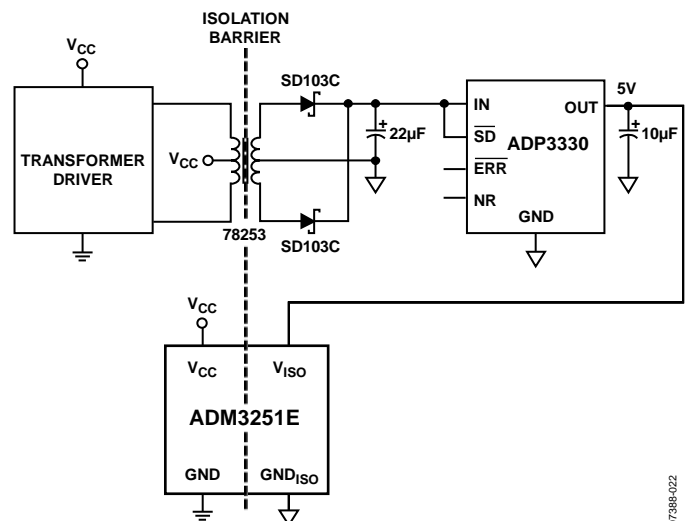 ISOLATION
BARRIER
VCC
SD103C
TRANSFORMER
DRIVER
VCC
78253
+
22µF
SD103C
IN
SD
ERR
NR
OUT
ADP3330
GND
5V
+
10µF
VCC
VCC
VISO
ADM3251E
GND
GNDISO
07388-022